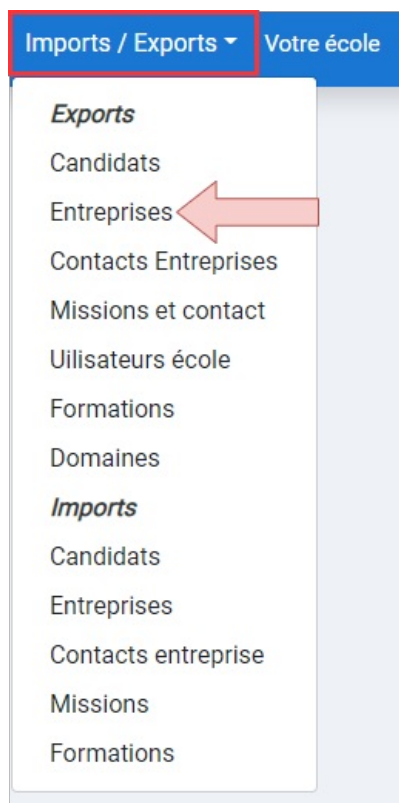 Imports / Exports Votre école
Exports
Candidats
Entreprises
Contacts Entreprises
Missions et contact
Uilisateurs école
Formations
Domaines
Imports
Candidats
Entreprises
Contacts entreprise
Missions
Formations